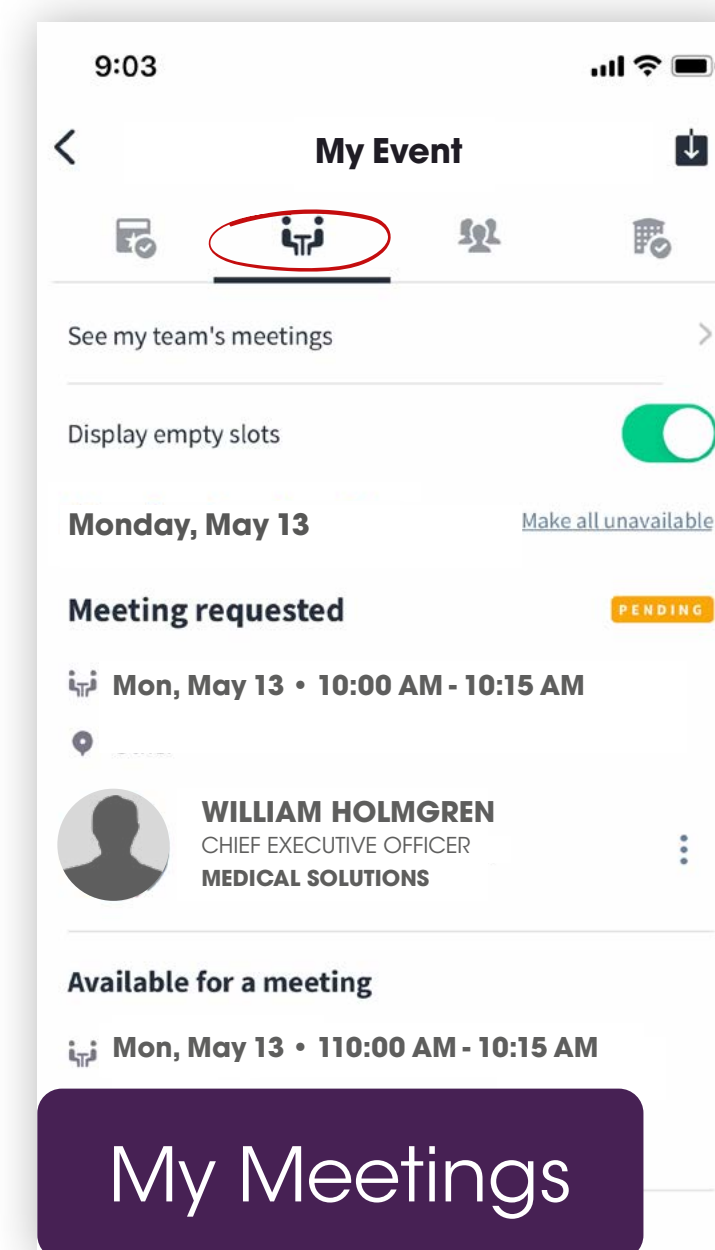 9:03
My Event
See my team's meetings
Display empty slots
Monday, May 13 Make all unavailable
Meeting requested PENDING
Mon, May 13 • 10:00 AM - 10:15 AM
WILLIAM HOLMGREN
CHIEF EXECUTIVE OFFICER
MEDICAL SOLUTIONS
Available for a meeting
Mon, May 13 • 110:00 AM - 10:15 AM
My Meetings